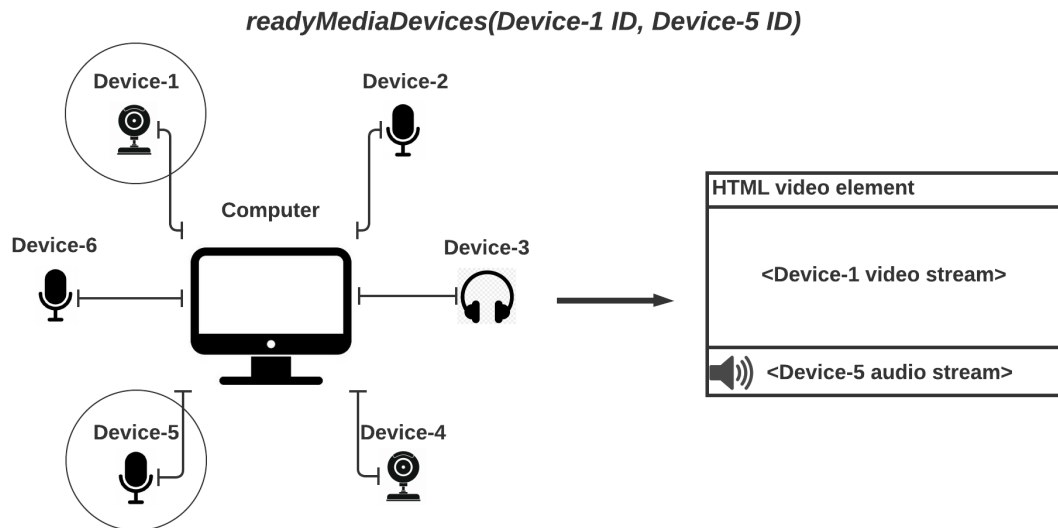 readyMediaDevices(Device-1 ID, Device-5 ID)
Device-1
Device-2
Computer
HTML video element
Device-6
Device-3
<Device-1 video stream>
<Device-5 audio stream>
Device-5
Device-4